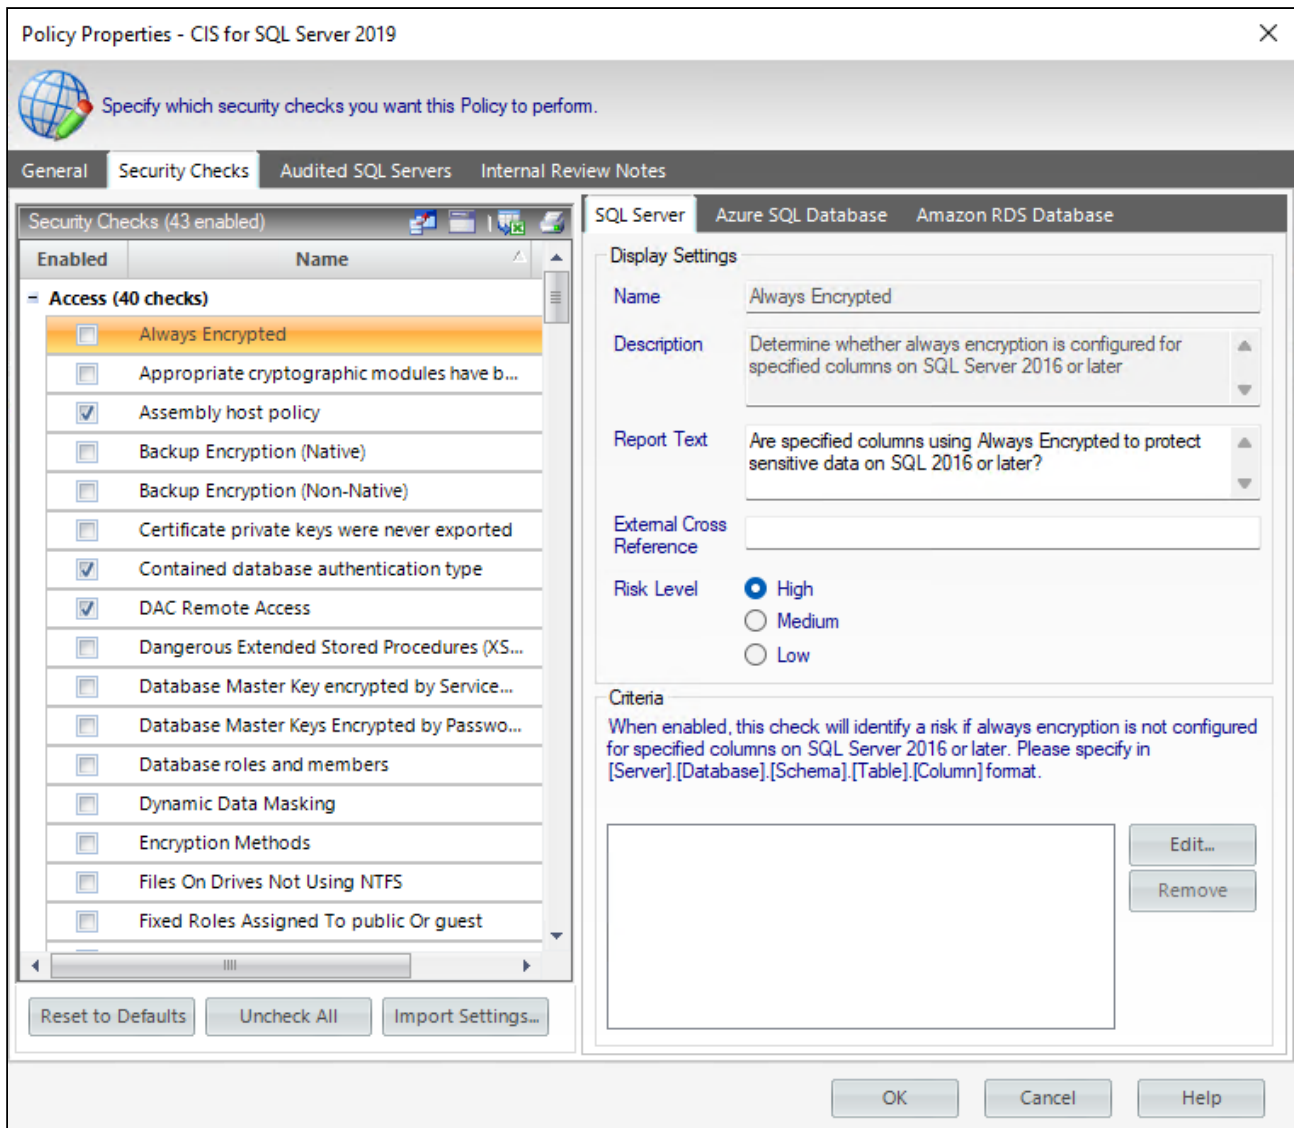 Policy Properties - CIS for SQL Server 2019
Specify which security checks you want this Policy to perform.
General
Security Checks
Audited SQL Servers
Internal Review Notes
Security Checks (43 enabled)
Enabled
Name
Access (40 checks)
Always Encrypted
Appropriate cryptographic modules have b...
Assembly host policy
Backup Encryption (Native)
Backup Encryption (Non-Native)
Certificate private keys were never exported
Contained database authentication type
DAC Remote Access
Dangerous Extended Stored Procedures (XS...
Database Master Key encrypted by Service...
Database Master Keys Encrypted by Passwo...
Database roles and members
Dynamic Data Masking
Encryption Methods
Files On Drives Not Using NTFS
Fixed Roles Assigned To public Or guest
Reset to Defaults
Uncheck All
Import Settings...
SQL Server
Azure SQL Database
Amazon RDS Database
Display Settings
Name
Always Encrypted
Description
Determine whether always encryption is configured for
specified columns on SQL Server 2016 or later
Report Text
Are specified columns using Always Encrypted to protect
sensitive data on SQL 2016 or later?
External Cross
Reference
Risk Level
High
Medium
Low
Criteria
When enabled, this check will identify a risk if always encryption is not configured
for specified columns on SQL Server 2016 or later. Please specify in
[Server].[Database].[Schema].[Table].[Column] format.
Edit...
Remove
OK
Cancel
Help